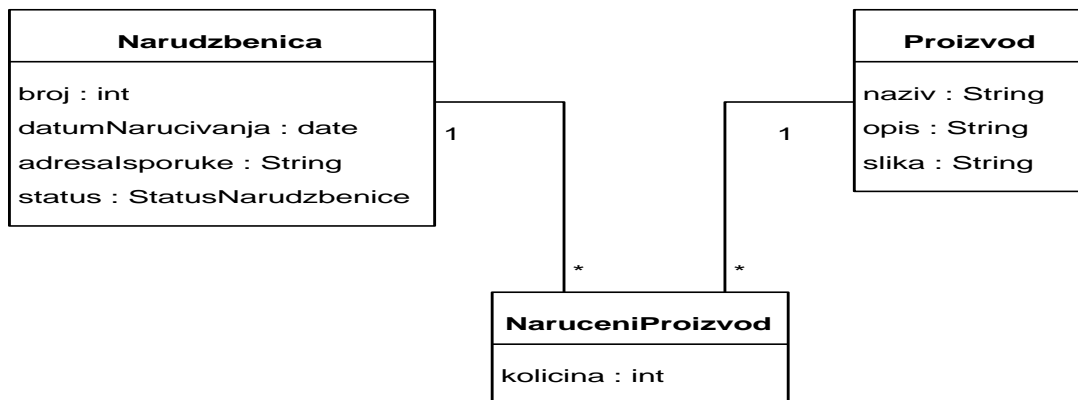 Narudzbenica
broj : int
datumNarucivanja : date
adresaIsporuke : String
status : StatusNarudzbenice
Proizvod
naziv : String
opis : String
slika : String
1
1
*
*
NaruceniProizvod
kolicina : int